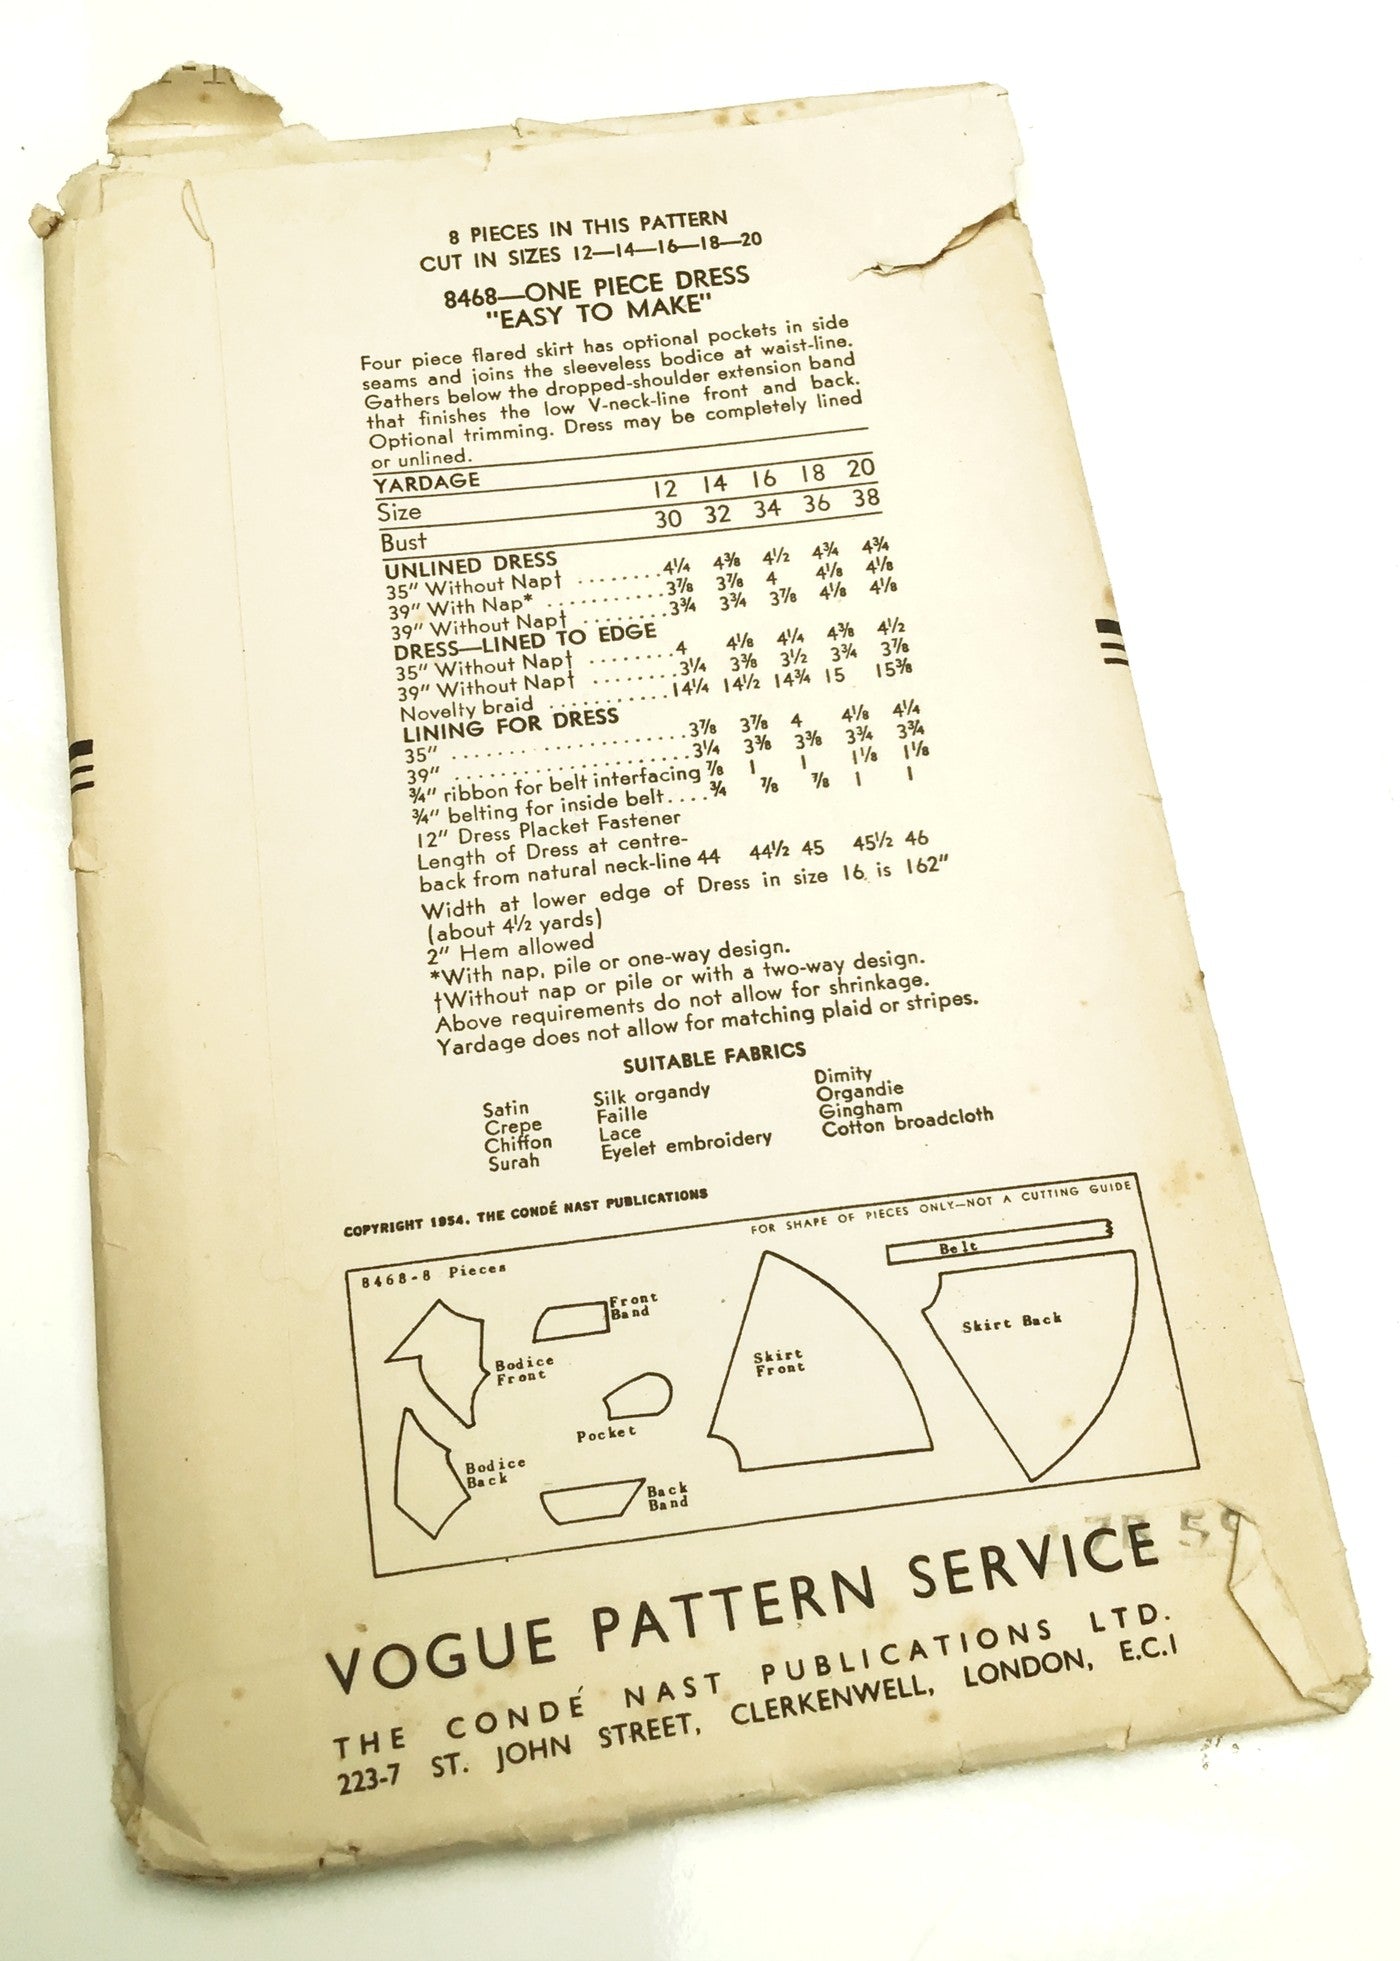 8 PIECES IN THIS PATTERN
CUT IN SIZES 12—14—16—18—20
8468—ONE PIECE DRESS
"EASY TO MAKE"
Four piece flared skirt has optional pockets in side
seams and joins the sleeveless bodice at waist-line.
Gathers below the dropped-shoulder extension band
that finishes the low V-neck-line front and back.
Optional trimming. Dress may be completely lined
or unlined.
YARDAGE
Size 12 14 16 18 20
Bust 30 32 34 36 38
UNLINED DRESS
35" Without Nap† ........4¼ 4⅜ 4½ 4¾ 4¾
39" With Nap* ...........3⅞ 3⅞ 4 4⅛ 4⅛
39" Without Nap† ........3¾ 3¾ 3⅞ 4⅛ 4⅛
DRESS—LINED TO EDGE
35" Without Nap† ........4 4⅛ 4¼ 4⅜ 4½
39" Without Nap† ........3¼ 3⅜ 3½ 3¾ 3⅞
Novelty braid ...........14¼ 14½ 14¾ 15 15⅜
LINING FOR DRESS
35" ......................3⅞ 3⅞ 4 4⅛ 4¼
39" ......................3¼ 3⅜ 3⅜ 3¾ 3¾
¾" ribbon for belt interfacing ⅞ 1 1 1⅛ 1⅛
¾" belting for inside belt....¾ ⅞ ⅞ 1 1
12" Dress Placket Fastener
Length of Dress at centre-
back from natural neck-line 44 44½ 45 45½ 46
Width at lower edge of Dress in size 16 is 162"
(about 4½ yards)
2" Hem allowed
*With nap, pile or one-way design.
†Without nap or pile or with a two-way design.
Above requirements do not allow for shrinkage.
Yardage does not allow for matching plaid or stripes.
SUITABLE FABRICS
Satin Silk organdy Dimity
Crepe Faille Organdie
Chiffon Lace Gingham
Surah Eyelet embroidery Cotton broadcloth
COPYRIGHT 1954, THE CONDÉ NAST PUBLICATIONS
FOR SHAPE OF PIECES ONLY—NOT A CUTTING GUIDE
8468-8 Pieces
Belt
Front
Band
Skirt Back
Bodice
Front
Skirt
Front
Pocket
Bodice
Back
Back
Band
VOGUE PATTERN SERVICE
THE CONDÉ NAST PUBLICATIONS LTD.
223-7 ST. JOHN STREET, CLERKENWELL, LONDON, E.C.1